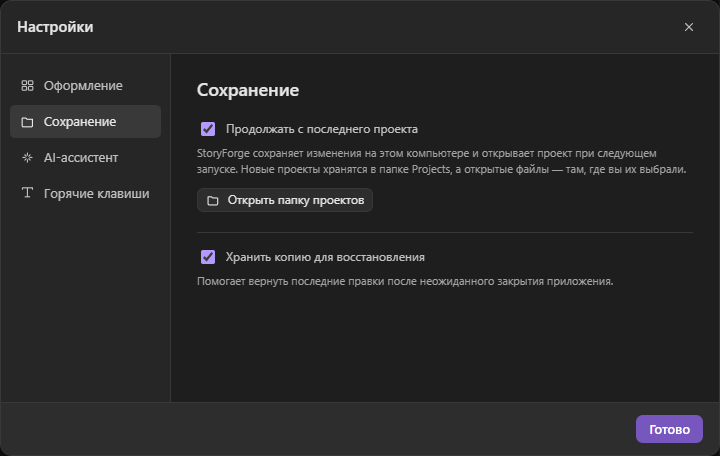 Настройки
Оформление
Сохранение
AI-ассистент
Горячие клавиши
Сохранение
Продолжать с последнего проекта
StoryForge сохраняет изменения на этом компьютере и открывает проект при следующем
запуске. Новые проекты хранятся в папке Projects, а открытые файлы — там, где вы их выбрали.
Открыть папку проектов
Хранить копию для восстановления
Помогает вернуть последние правки после неожиданного закрытия приложения.
Готово